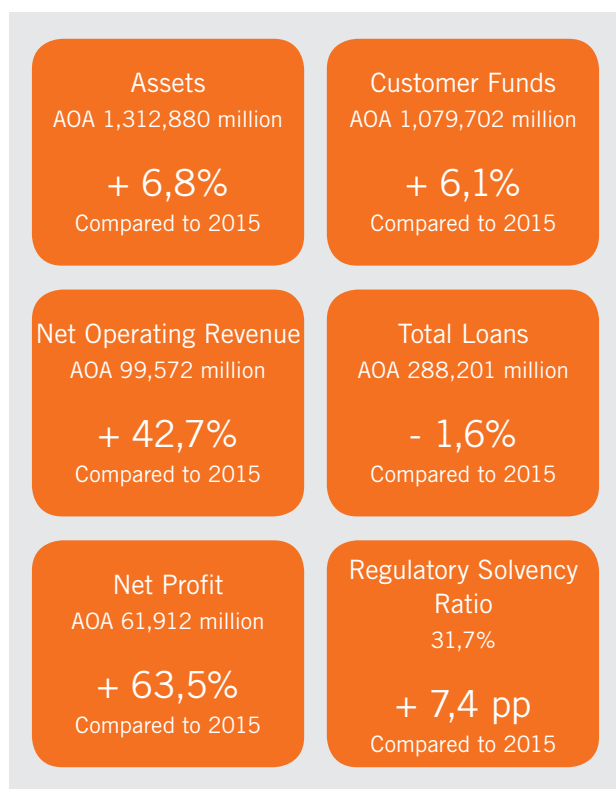 Assets
AOA 1,312,880 million
+ 6,8%
Compared to 2015
Customer Funds
AOA 1,079,702 million
+ 6,1%
Compared to 2015
Net Operating Revenue
AOA 99,572 million
+ 42,7%
Compared to 2015
Total Loans
AOA 288,201 million
- 1,6%
Compared to 2015
Net Profit
AOA 61,912 million
+ 63,5%
Compared to 2015
Regulatory Solvency
Ratio
31,7%
+ 7,4 pp
Compared to 2015